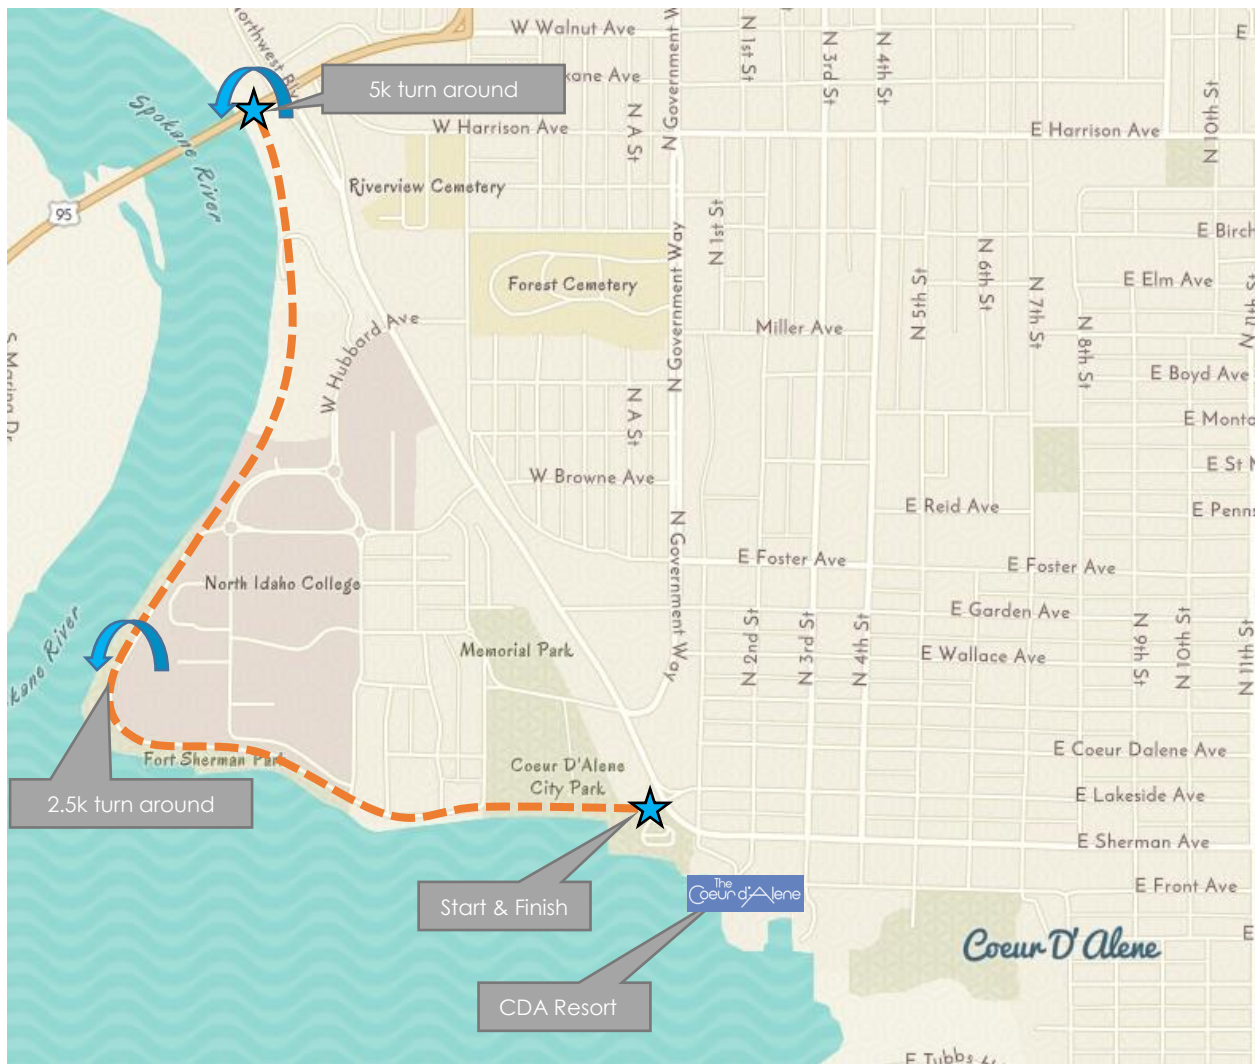 W Walnut Ave
N 1st St
N 3rd St
N 4th St
E
5k turn around
kane Ave
N Government W
Spokane River
N A St
W Harrison Ave
E Harrison Ave
N 10th St
95
Riverview Cemetery
N 1st St
E Birch
N 6th St
N Government Way
Forest Cemetery
N 5th St
N 7th St
E Elm Ave
W Hubbard Ave
Miller Ave
N 8th St
S Marina Dr
E Boyd Ave
N A St
E Monta
W Browne Ave
E St M
E Reid Ave
E Penns
N Government Way
E Foster Ave
E Foster Ave
North Idaho College
E Garden Ave
N 2nd St
N 3rd St
N 4th St
N 9th St
N 10th St
N 11th St
kane River
Memorial Park
E Wallace Ave
E Coeur Dalene Ave
Fort Sherman Park
Coeur D'Alene
City Park
2.5k turn around
E Lakeside Ave
E Sherman Ave
The
Coeur d'Alene
E Front Ave
Start & Finish
E
Coeur D'Alene
CDA Resort
E Tubbs